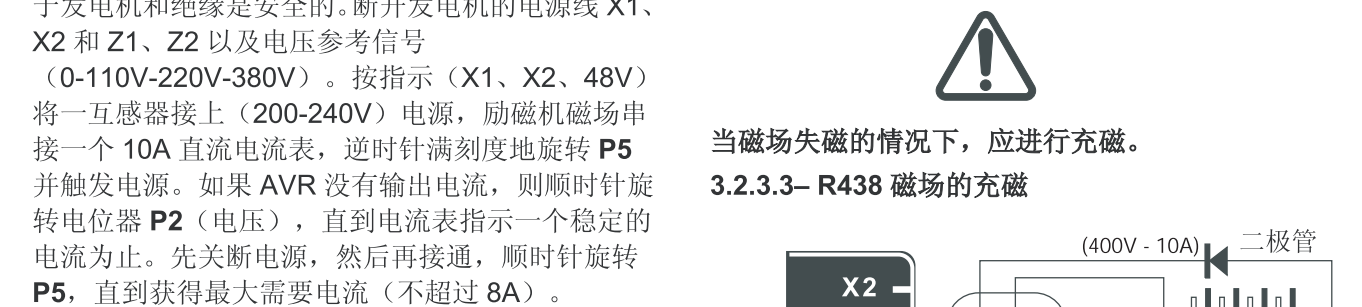 于发电机和绝缘是安全的。断开发电机的电源线 X1、
X2 和 Z1、Z2 以及电压参考信号
（0-110V-220V-380V）。按指示（X1、X2、48V）
将一互感器接上（200-240V）电源，励磁机磁场串
接一个 10A 直流电流表，逆时针满刻度地旋转 P5
并触发电源。如果 AVR 没有输出电流，则顺时针旋
转电位器 P2（电压），直到电流表指示一个稳定的
电流为止。先关断电源，然后再接通，顺时针旋转
P5，直到获得最大需要电流（不超过 8A）。
当磁场失磁的情况下，应进行充磁。
3.2.3.3– R438 磁场的充磁
(400V - 10A) 二极管
X2